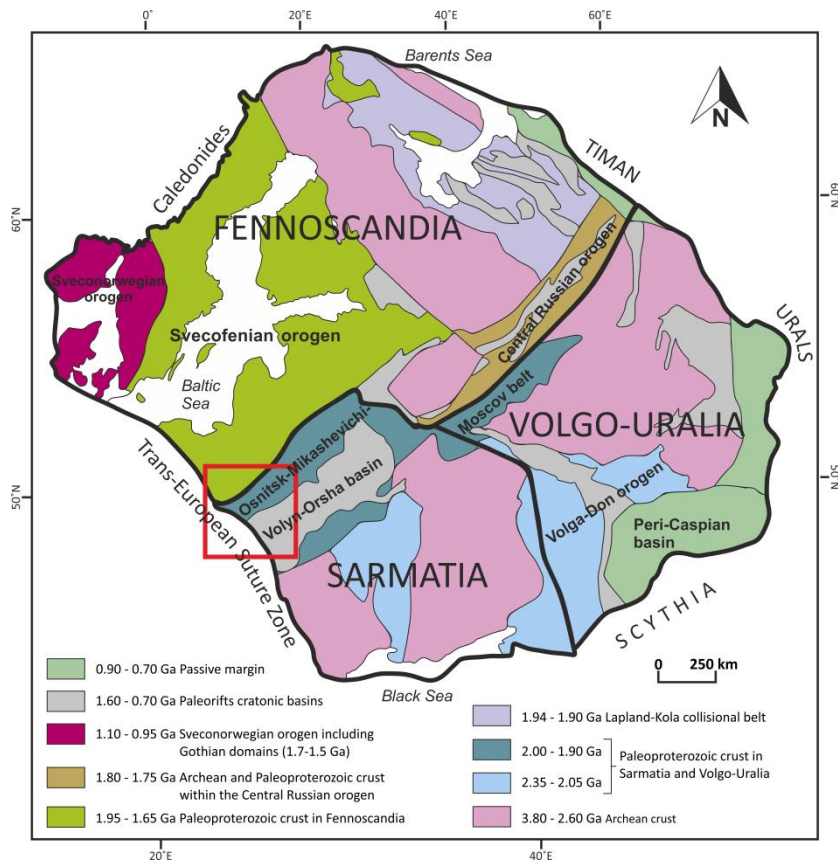 0°
20°E
40°E
60°E
Barents Sea
N
TIMAN
Caledonides
60°N
60°N
FENNOSCANDIA
Sveconorwegian
orogen
Central Russian orogen
URALS
Svecofenian orogen
Baltic
Sea
Moscov belt
VOLGO-URALIA
Osnitsk-Mikashevichi-
50°N
50°N
Volyn-Orsha basin
Volga-Don orogen
Peri-Caspian
basin
Trans-European Suture Zone
SARMATIA
SCYTHIA
0 250 km
Black Sea
0.90 - 0.70 Ga Passive margin
1.60 - 0.70 Ga Paleorifts cratonic basins
1.10 - 0.95 Ga Sveconorwegian orogen including
Gothian domains (1.7-1.5 Ga)
1.80 - 1.75 Ga Archean and Paleoproterozoic crust
within the Central Russian orogen
1.95 - 1.65 Ga Paleoproterozoic crust in Fennoscandia
1.94 - 1.90 Ga Lapland-Kola collisional belt
2.00 - 1.90 Ga
2.35 - 2.05 Ga
Paleoproterozoic crust in
Sarmatia and Volgo-Uralia
3.80 - 2.60 Ga Archean crust
20°E
40°E